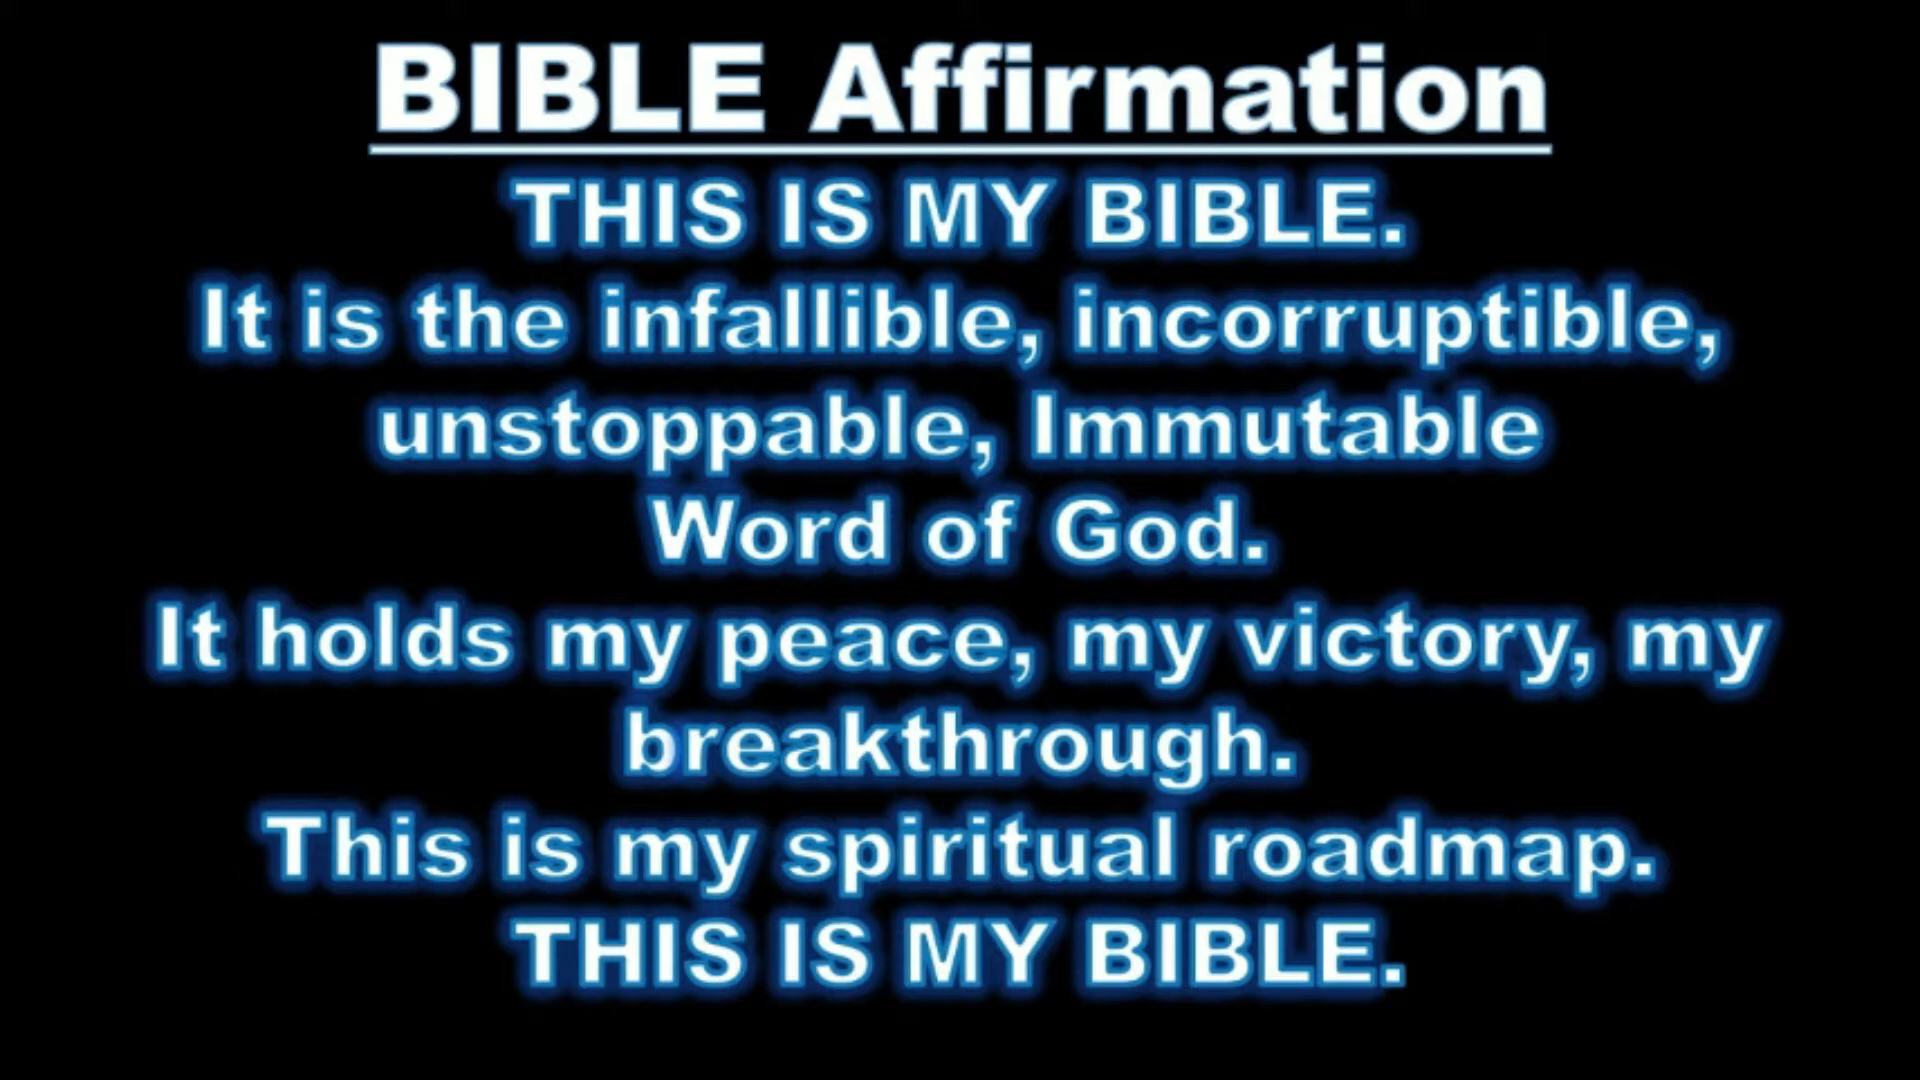 BIBLE Affirmation
THIS IS MY BIBLE.
It is the infallible, incorruptible,
unstoppable, Immutable
Word of God.
It holds my peace, my victory, my
breakthrough.
This is my spiritual roadmap.
THIS IS MY BIBLE.